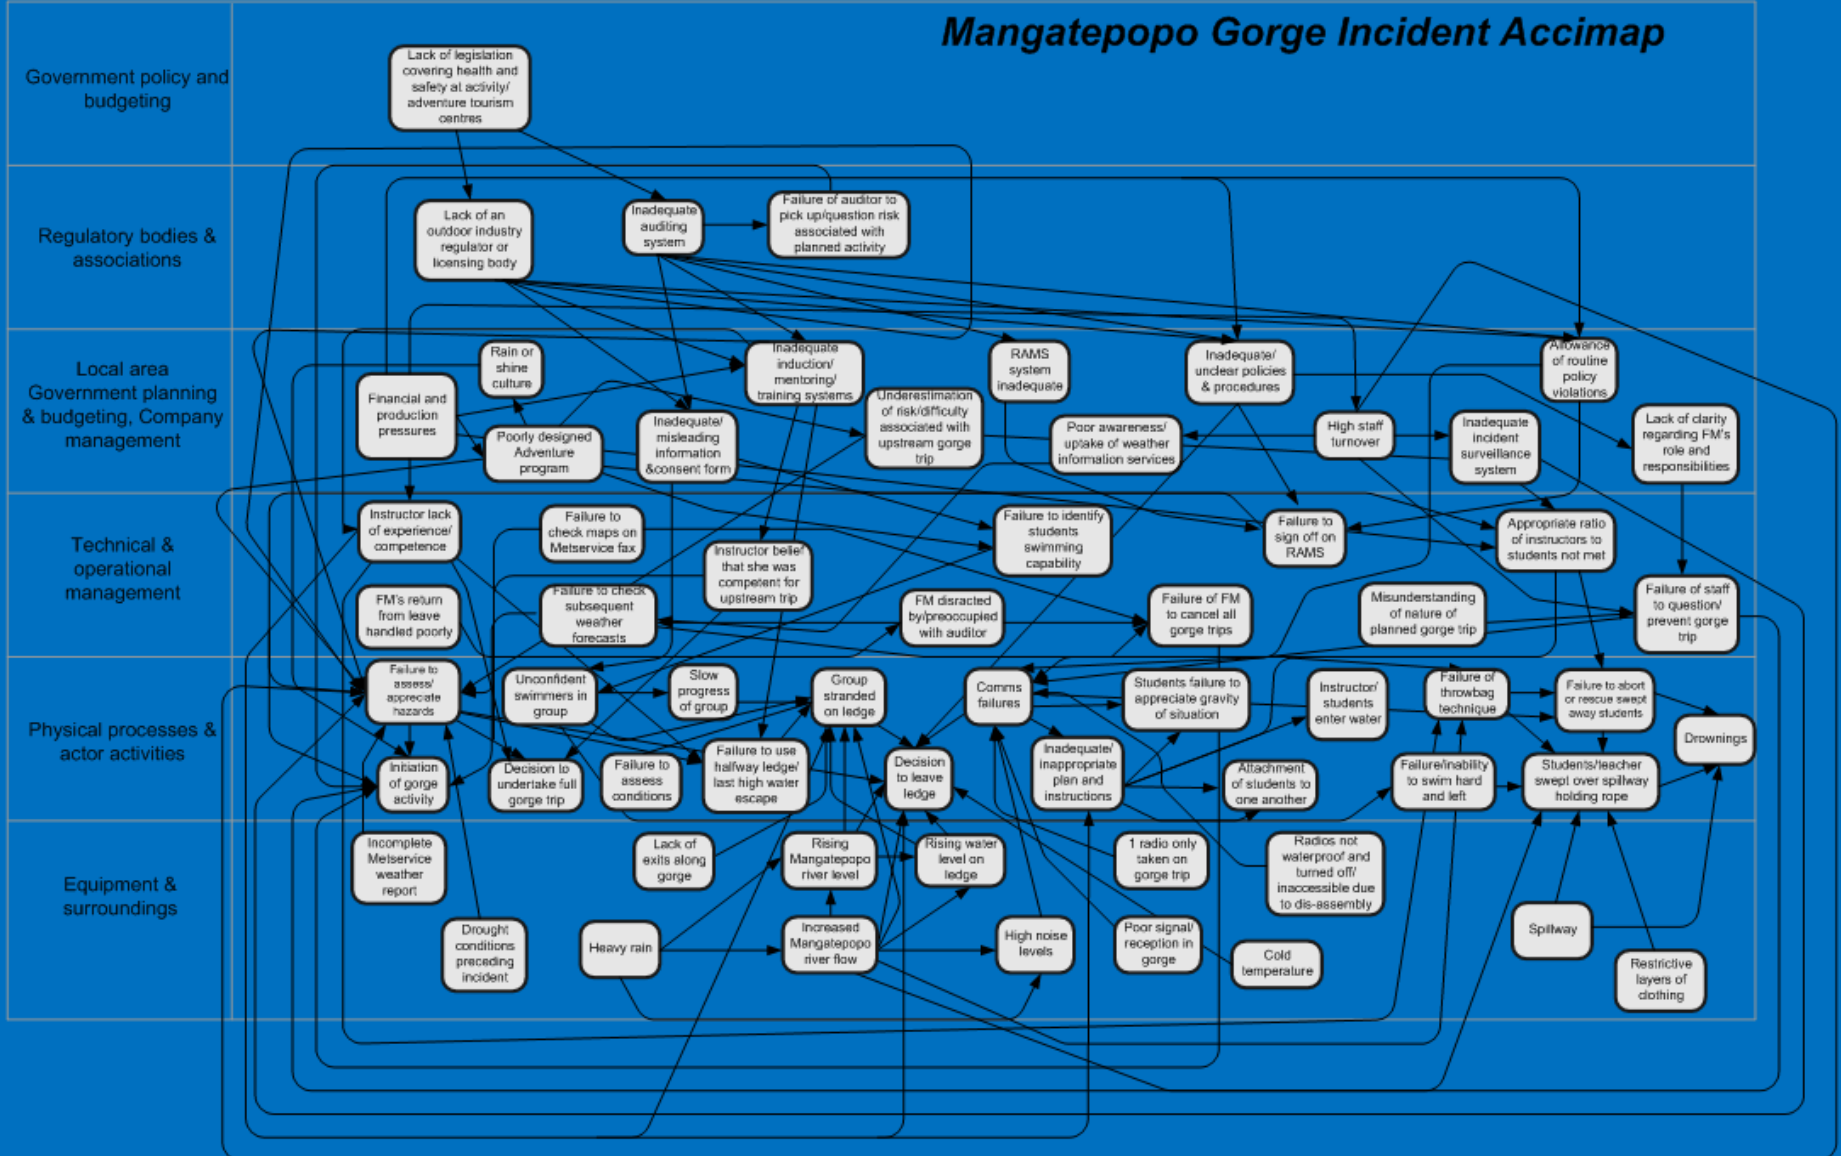 Mangatepopo Gorge Incident Accimap
Government policy and
budgeting
Lack of legislation
covering health and
safety at activity/
adventure tourism
centres
Regulatory bodies &
associations
Lack of an
outdoor industry
regulator or
licensing body
Inadequate
auditing
system
Failure of auditor to
pick up/question risk
associated with
planned activity
Local area
Government planning
& budgeting, Company
management
Financial and
production
pressures
Rain or
shine
culture
Poorly designed
Adventure
program
Inadequate/
misleading
information
&consent form
Inadequate
induction/
mentoring/
training systems
Underestimation
of risk/difficulty
associated with
upstream gorge
trip
RAMS
system
inadequate
Poor awareness/
uptake of weather
information services
Inadequate/
unclear policies
& procedures
High staff
turnover
Inadequate
incident
surveillance
system
Allowance
of routine
policy
violations
Lack of clarity
regarding FM's
role and
responsibilities
Technical &
operational
management
Instructor lack
of experience/
competence
Failure to
check maps on
Metservice fax
Instructor belief
that she was
competent for
upstream trip
Failure to identify
students
swimming
capability
Failure to
sign off on
RAMS
Appropriate ratio
of instructors to
students not met
FM's return
from leave
handled poorly
Failure to check
subsequent
weather
forecasts
FM disracted
by/preoccupied
with auditor
Failure of FM
to cancel all
gorge trips
Misunderstanding
of nature of
planned gorge trip
Failure of staff
to question/
prevent gorge
trip
Physical processes &
actor activities
Failure to
assess/
appreciate
hazards
Unconfident
swimmers in
group
Slow
progress
of group
Group
stranded
on ledge
Comms
failures
Students failure to
appreciate gravity
of situation
Instructor/
students
enter water
Failure of
throwbag
technique
Failure to abort
or rescue swept
away students
Drownings
Initiation
of gorge
activity
Decision to
undertake full
gorge trip
Failure to
assess
conditions
Failure to use
halfway ledge/
last high water
escape
Decision
to leave
ledge
Inadequate/
inappropriate
plan and
instructions
Attachment
of students to
one another
Failure/inability
to swim hard
and left
Students/teacher
swept over spillway
holding rope
Equipment &
surroundings
Incomplete
Metservice
weather
report
Lack of
exits along
gorge
Rising
Mangatepopo
river level
Rising water
level on
ledge
1 radio only
taken on
gorge trip
Radios not
waterproof and
turned off/
inaccessible due
to dis-assembly
Drought
conditions
preceding
incident
Heavy rain
Increased
Mangatepopo
river flow
High noise
levels
Poor signal/
reception in
gorge
Cold
temperature
Spillway
Restrictive
layers of
clothing